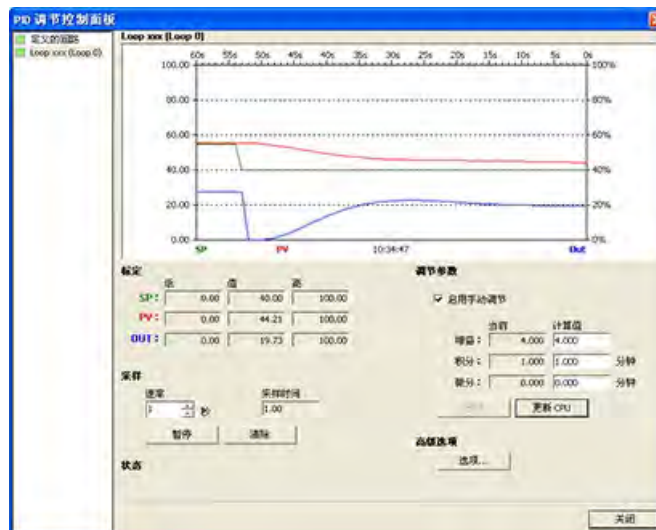 PID 调节控制面板
定义的回路
Loop xxx (Loop 0)
Loop xxx (Loop 0)
60s 55s 50s 45s 40s 35s 30s 25s 20s 15s 10s 5s 0s
100.00 100%
80.00 80%
60.00 60%
40.00 40%
20.00 20%
0.00 0%
SP PV 10:34:47 Out
标定
低 值 高
SP: 0.00 40.00 100.00
PV: 0.00 44.21 100.00
OUT: 0.00 19.73 100.00
采样
速率 采样时间
1 秒 1.00
暂停 清除
状态
调节参数
启用手动调节
当前 计算值
增益: 4.000 4.000
积分: 1.000 1.000 分钟
微分: 0.000 0.000 分钟
更新 CPU
高级选项
选项...
关闭